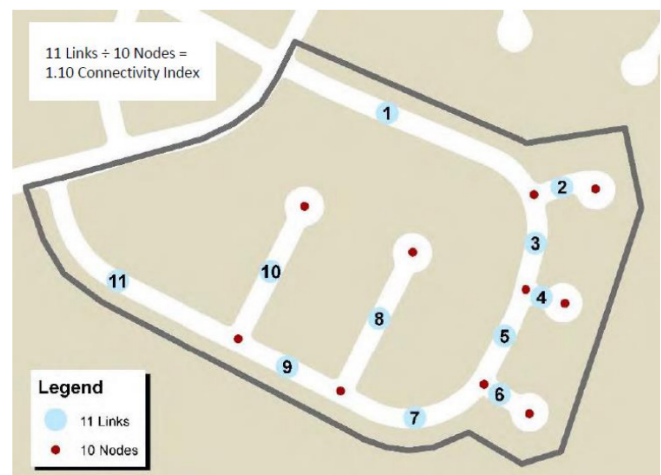 11 Links ÷ 10 Nodes =
1.10 Connectivity Index
1
2
3
4
5
6
7
8
9
10
11
Legend
11 Links
10 Nodes